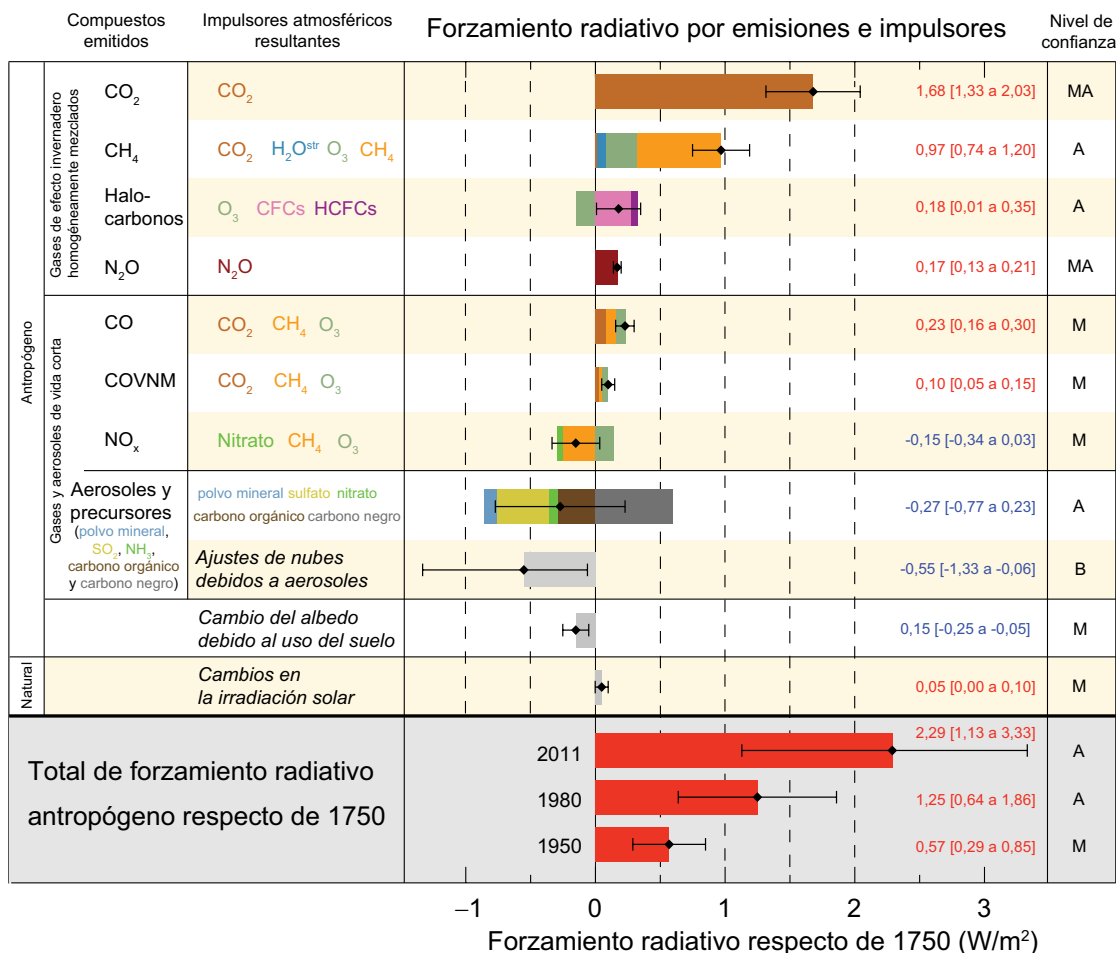 Compuestos
emitidos
Impulsores atmosféricos
resultantes
Forzamiento radiativo por emisiones e impulsores
Nivel de
confianza
Antropógeno
Gases de efecto invernadero
homogéneamente mezclados
CO₂
CO₂
1,68 [1,33 a 2,03]
MA
CH₄
CO₂ H₂Oˢᵗʳ O₃ CH₄
0,97 [0,74 a 1,20]
A
Halo-
carbonos
O₃ CFCs HCFCs
0,18 [0,01 a 0,35]
A
N₂O
N₂O
0,17 [0,13 a 0,21]
MA
Gases y aerosoles de vida corta
CO
CO₂ CH₄ O₃
0,23 [0,16 a 0,30]
M
COVNM
CO₂ CH₄ O₃
0,10 [0,05 a 0,15]
M
NOₓ
Nitrato CH₄ O₃
-0,15 [-0,34 a 0,03]
M
Aerosoles y
precursores
(polvo mineral,
SO₂, NH₃,
carbono orgánico
y carbono negro)
polvo mineral sulfato nitrato
carbono orgánico carbono negro
-0,27 [-0,77 a 0,23]
A
Ajustes de nubes
debidos a aerosoles
-0,55 [-1,33 a -0,06]
B
Cambio del albedo
debido al uso del suelo
0,15 [-0,25 a -0,05]
M
Natural
Cambios en
la irradiación solar
0,05 [0,00 a 0,10]
M
Total de forzamiento radiativo
antropógeno respecto de 1750
2011
2,29 [1,13 a 3,33]
A
1980
1,25 [0,64 a 1,86]
A
1950
0,57 [0,29 a 0,85]
M
−1 0 1 2 3
Forzamiento radiativo respecto de 1750 (W/m²)